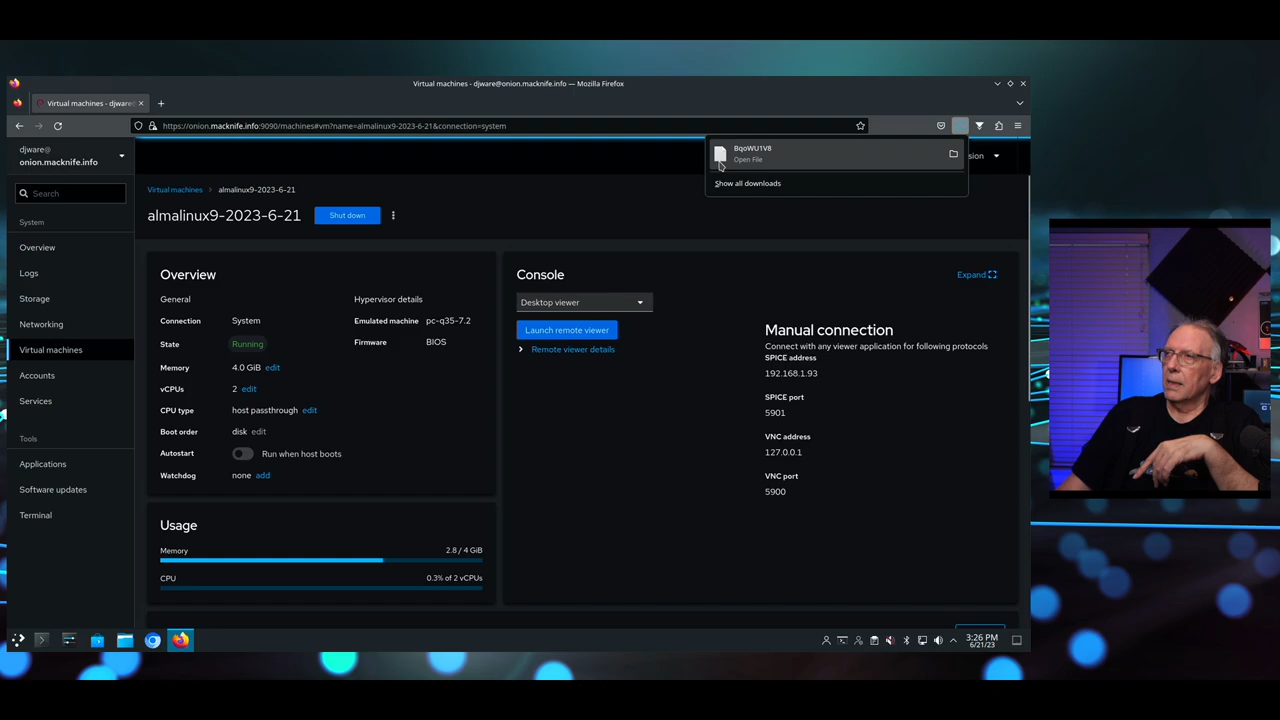 Virtual machines - djware@onion.macknife.info — Mozilla Firefox
Virtual machines - djware@
https://onion.macknife.info:9090/machines#vm?name=almalinux9-2023-6-21&connection=system
djware@
onion.macknife.info
Search
System
Overview
Logs
Storage
Networking
Virtual machines
Accounts
Services
Tools
Applications
Software updates
Terminal
BqoWU1V8
Open File
Show all downloads
sion
Virtual machines
almalinux9-2023-6-21
almalinux9-2023-6-21
Shut down
Overview
General
Hypervisor details
Connection System
Emulated machine pc-q35-7.2
State Running
Firmware BIOS
Memory 4.0 GiB edit
vCPUs 2 edit
CPU type host passthrough edit
Boot order disk edit
Autostart Run when host boots
Watchdog none add
Usage
Memory 2.8 / 4 GiB
CPU 0.3% of 2 vCPUs
Console
Expand
Desktop viewer
Launch remote viewer
Remote viewer details
Manual connection
Connect with any viewer application for following protocols
SPICE address
192.168.1.93
SPICE port
5901
VNC address
127.0.0.1
VNC port
5900
3:26 PM
6/21/23